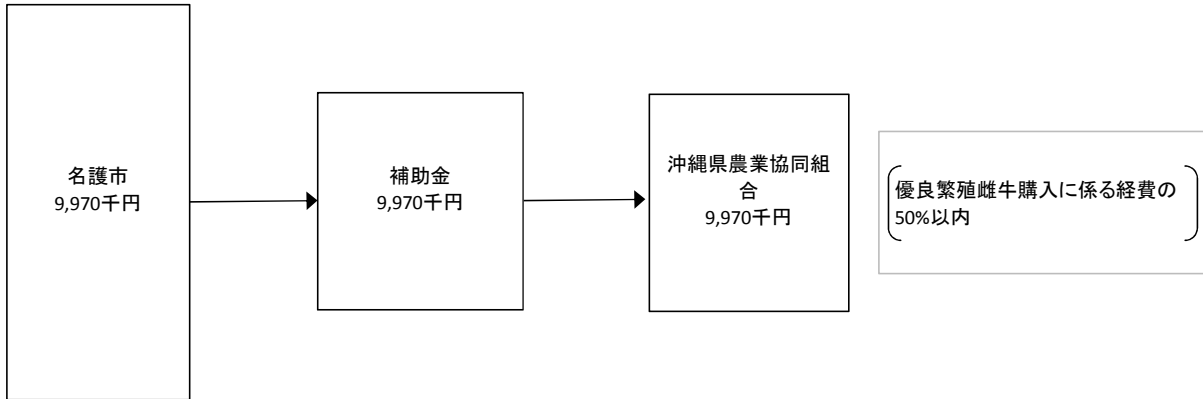 名護市
9,970千円
補助金
9,970千円
沖縄県農業協同組
合
9,970千円
優良繁殖雌牛購入に係る経費の
50%以内